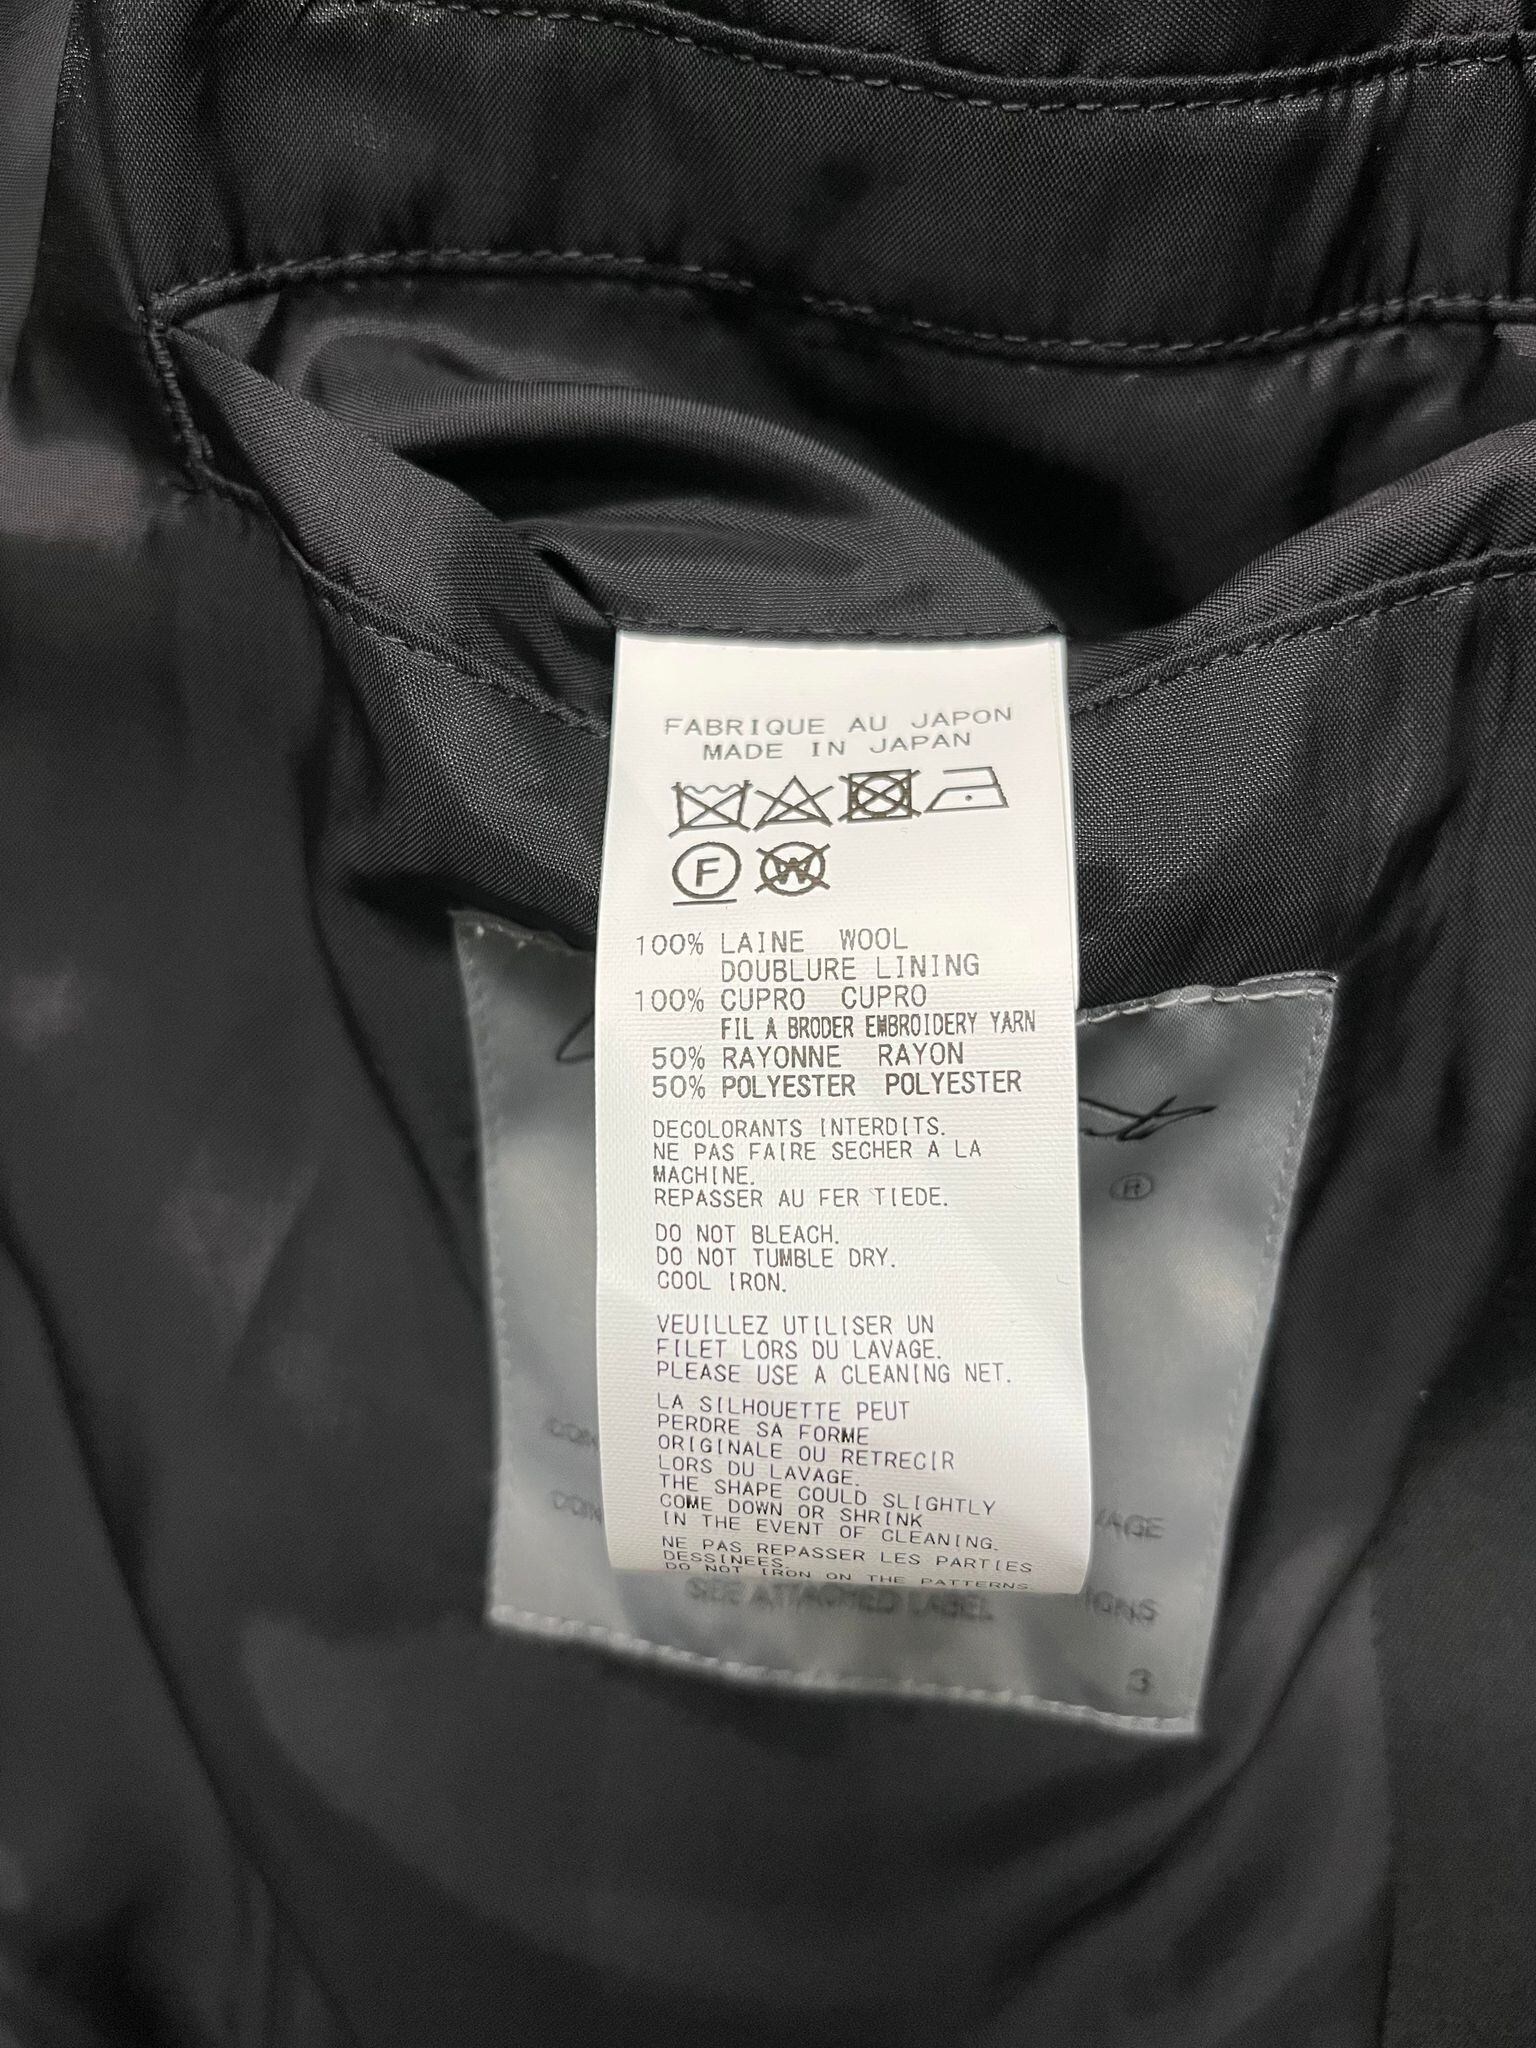 FABRIQUE AU JAPON
MADE IN JAPAN
F W
100% LAINE WOOL
DOUBLURE LINING
100% CUPRO CUPRO
FIL A BRODER EMBROIDERY YARN
50% RAYONNE RAYON
50% POLYESTER POLYESTER
DECOLORANTS INTERDITS.
NE PAS FAIRE SECHER A LA
MACHINE.
REPASSER AU FER TIEDE.
DO NOT BLEACH.
DO NOT TUMBLE DRY.
COOL IRON.
VEUILLEZ UTILISER UN
FILET LORS DU LAVAGE.
PLEASE USE A CLEANING NET.
LA SILHOUETTE PEUT
PERDRE SA FORME
ORIGINALE OU RETRECIR
LORS DU LAVAGE.
THE SHAPE COULD SLIGHTLY
COME DOWN OR SHRINK
IN THE EVENT OF CLEANING.
NE PAS REPASSER LES PARTIES
DESSINEES.
DO NOT IRON ON THE PATTERNS
®
SEE ATTACHED LABEL
3